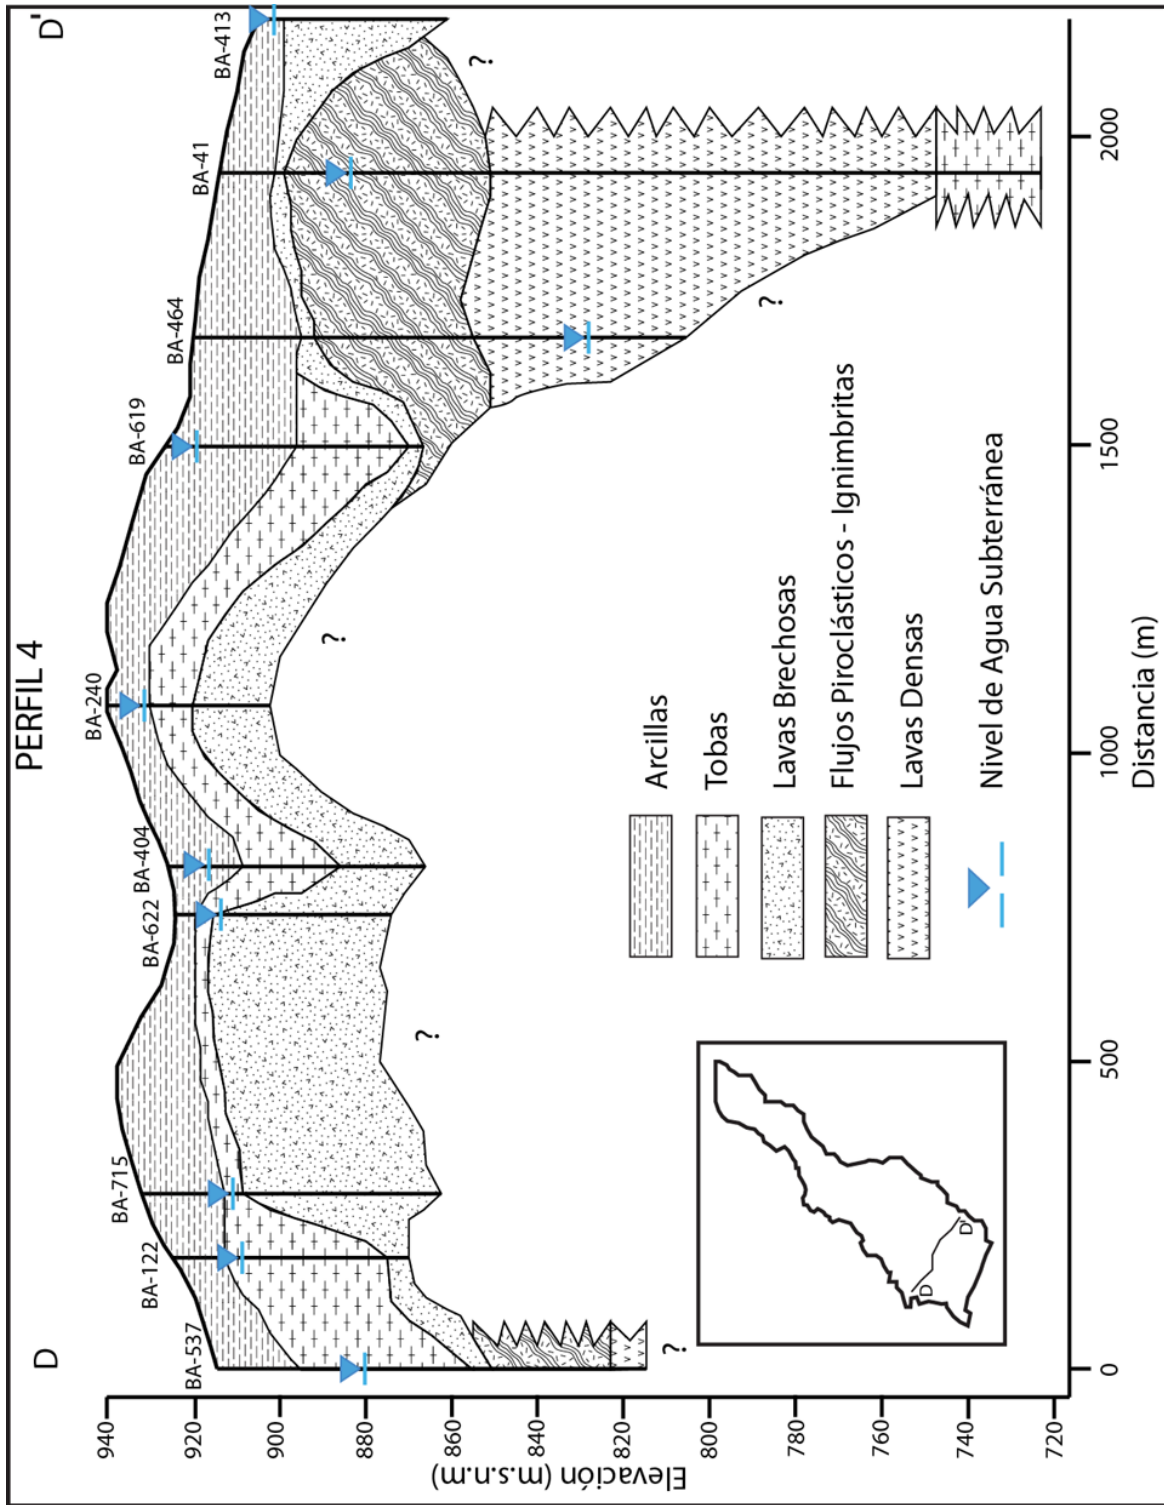 PERFIL 4
D
D'
BA-537
BA-122
BA-715
BA-622
BA-404
BA-240
BA-619
BA-464
BA-41
BA-413
Elevación (m.s.n.m)
940
920
900
880
860
840
820
800
780
760
740
720
?
?
?
?
?
?
Arcillas
Tobas
Lavas Brechosas
Flujos Piroclásticos - Ignimbritas
Lavas Densas
Nivel de Agua Subterránea
D
D'
0
500
1000
1500
2000
Distancia (m)